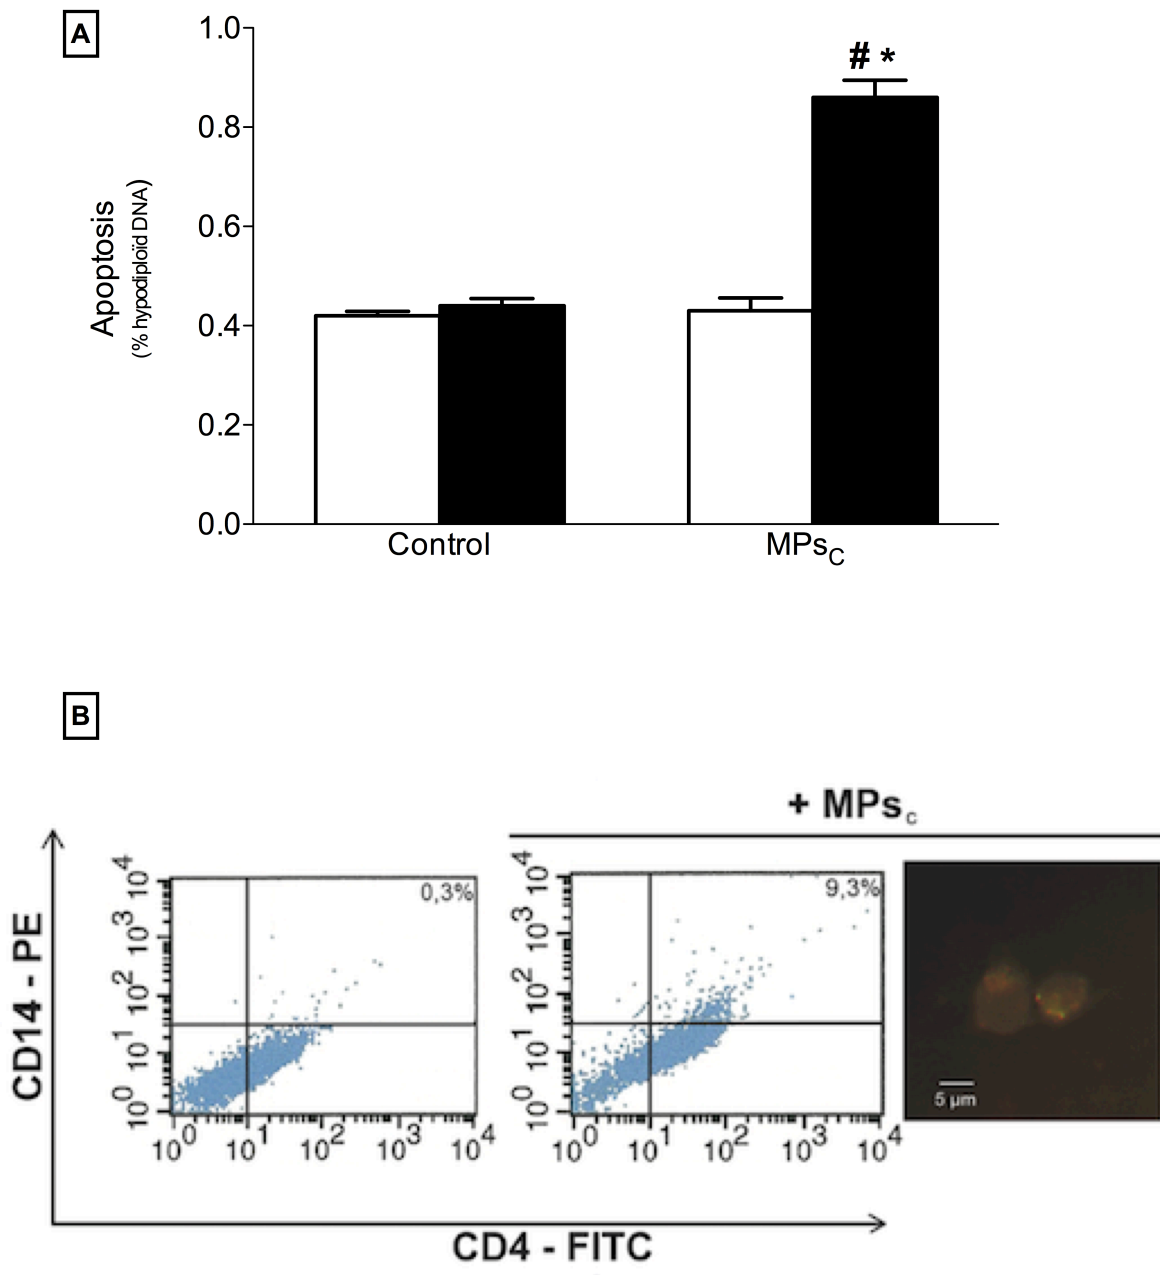 A
1.0
0.8
0.6
0.4
0.2
0.0
Apoptosis
(% hypodiploïd DNA)
# *
Control
MPsC
B
+ MPsc
CD14 - PE
10^4
10^3
10^2
10^1
10^0
0,3%
10^0 10^1 10^2 10^3 10^4
10^4
10^3
10^2
10^1
10^0
9,3%
10^0 10^1 10^2 10^3 10^4
5 µm
CD4 - FITC